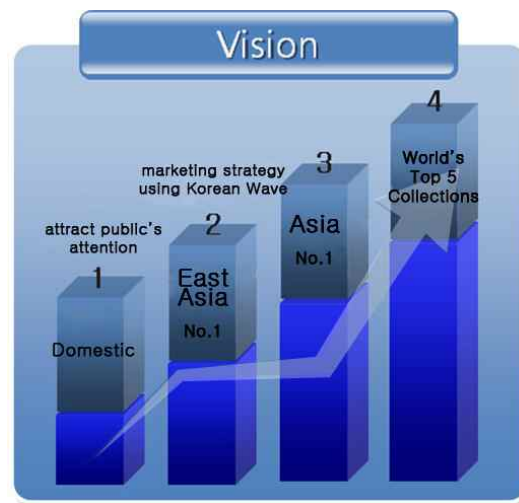 Vision
attract public's
attention
1
Domestic
marketing strategy
using Korean Wave
2
East
Asia
No.1
3
Asia
No.1
4
World's
Top 5
Collections